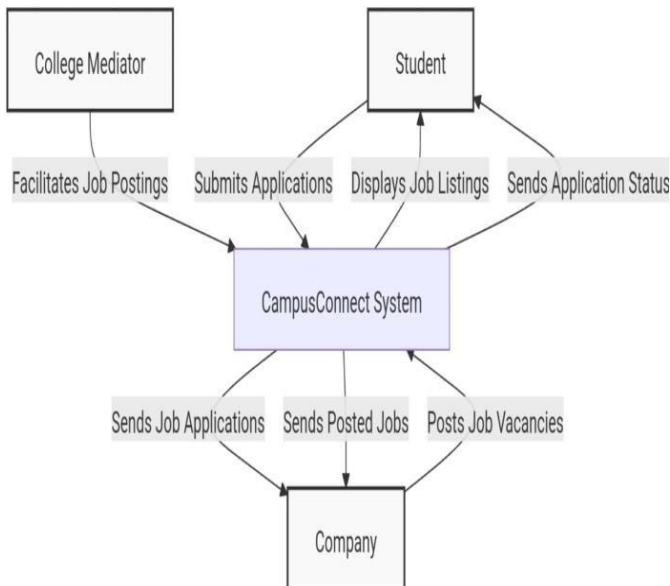 College Mediator
Student
Facilitates Job Postings
Submits Applications
Displays Job Listings
Sends Application Status
CampusConnect System
Sends Job Applications
Sends Posted Jobs
Posts Job Vacancies
Company